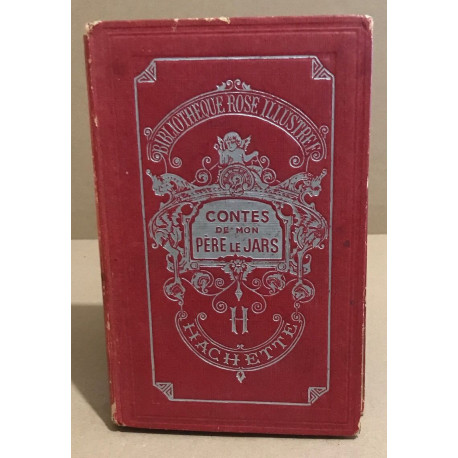 BIBLIOTHÈQUE ROSE ILLUSTRÉE
CONTES
DE MON
PÈRE LE JARS
H
HACHETTE